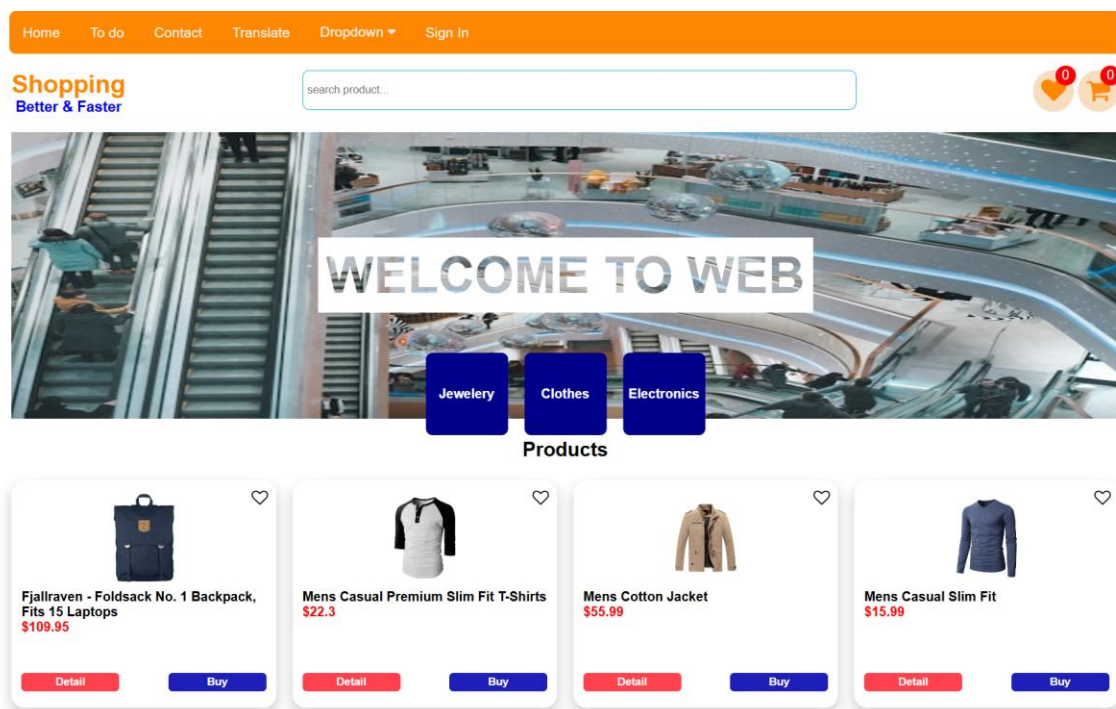 Home To do Contact Translate Dropdown Sign In
Shopping
Better & Faster
search product...
0
0
WELCOME TO WEB
Jewelery Clothes Electronics
Products
Fjallraven - Foldsack No. 1 Backpack,
Fits 15 Laptops
$109.95
Detail Buy
Mens Casual Premium Slim Fit T-Shirts
$22.3
Detail Buy
Mens Cotton Jacket
$55.99
Detail Buy
Mens Casual Slim Fit
$15.99
Detail Buy